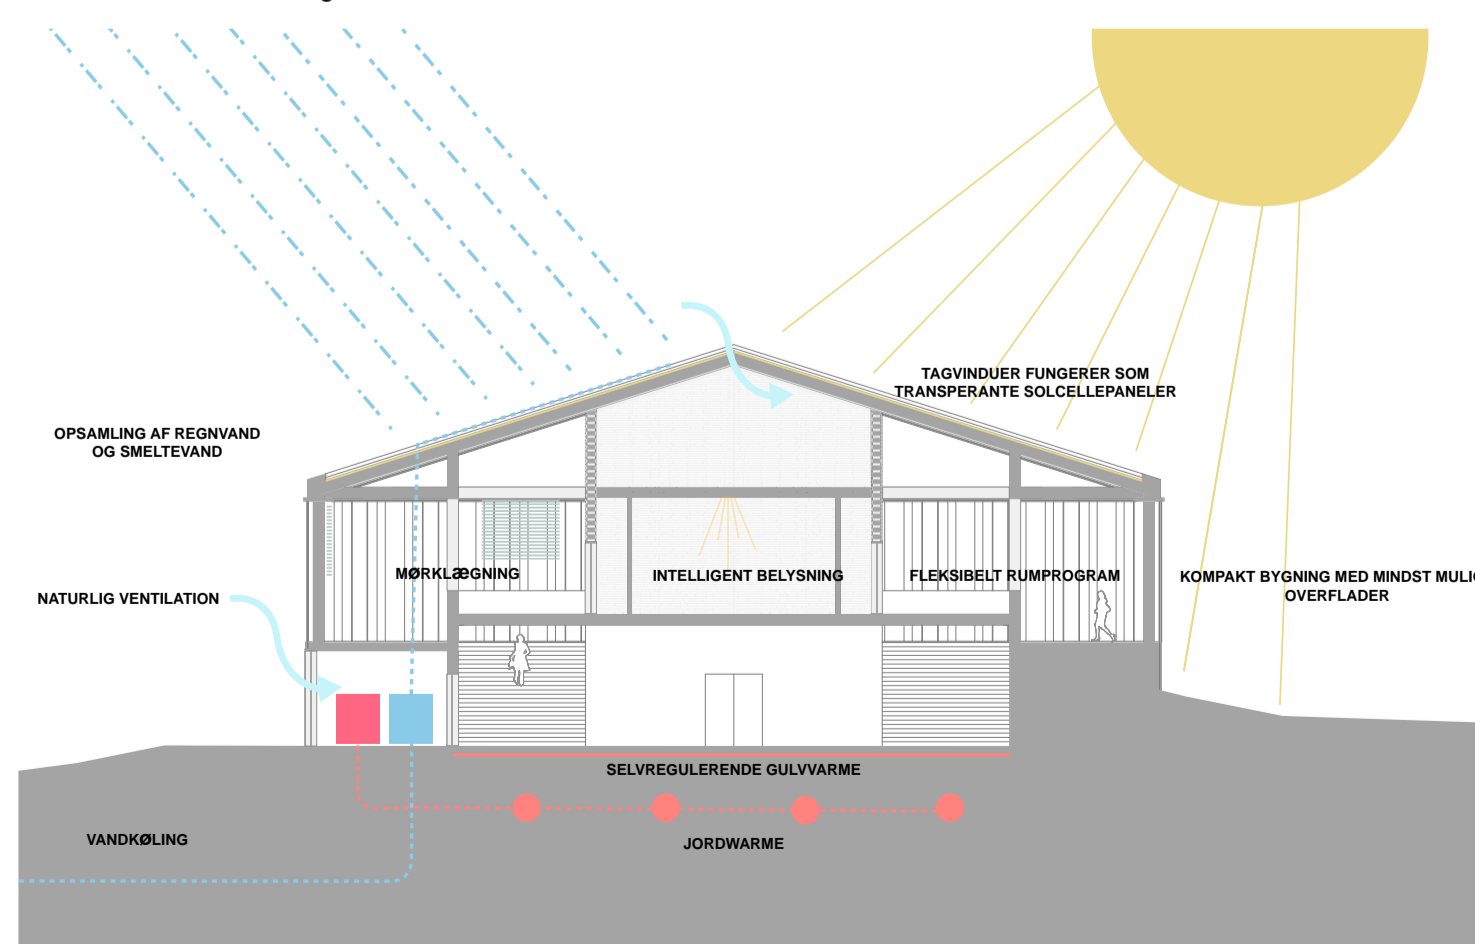 g
TAGVINDUER FUNGERER SOM
TRANSPERANTE SOLCELLEPANELER
OPSAMLING AF REGNVAND
OG SMELTEVAND
MØRKLÆGNING
INTELLIGENT BELYSNING
FLEKSIBELT RUMPROGRAM
KOMPAKT BYGNING MED MINDST MULIG
OVERFLADER
NATURLIG VENTILATION
SELVREGULERENDE GULVVARME
VANDKØLING
JORDWARME